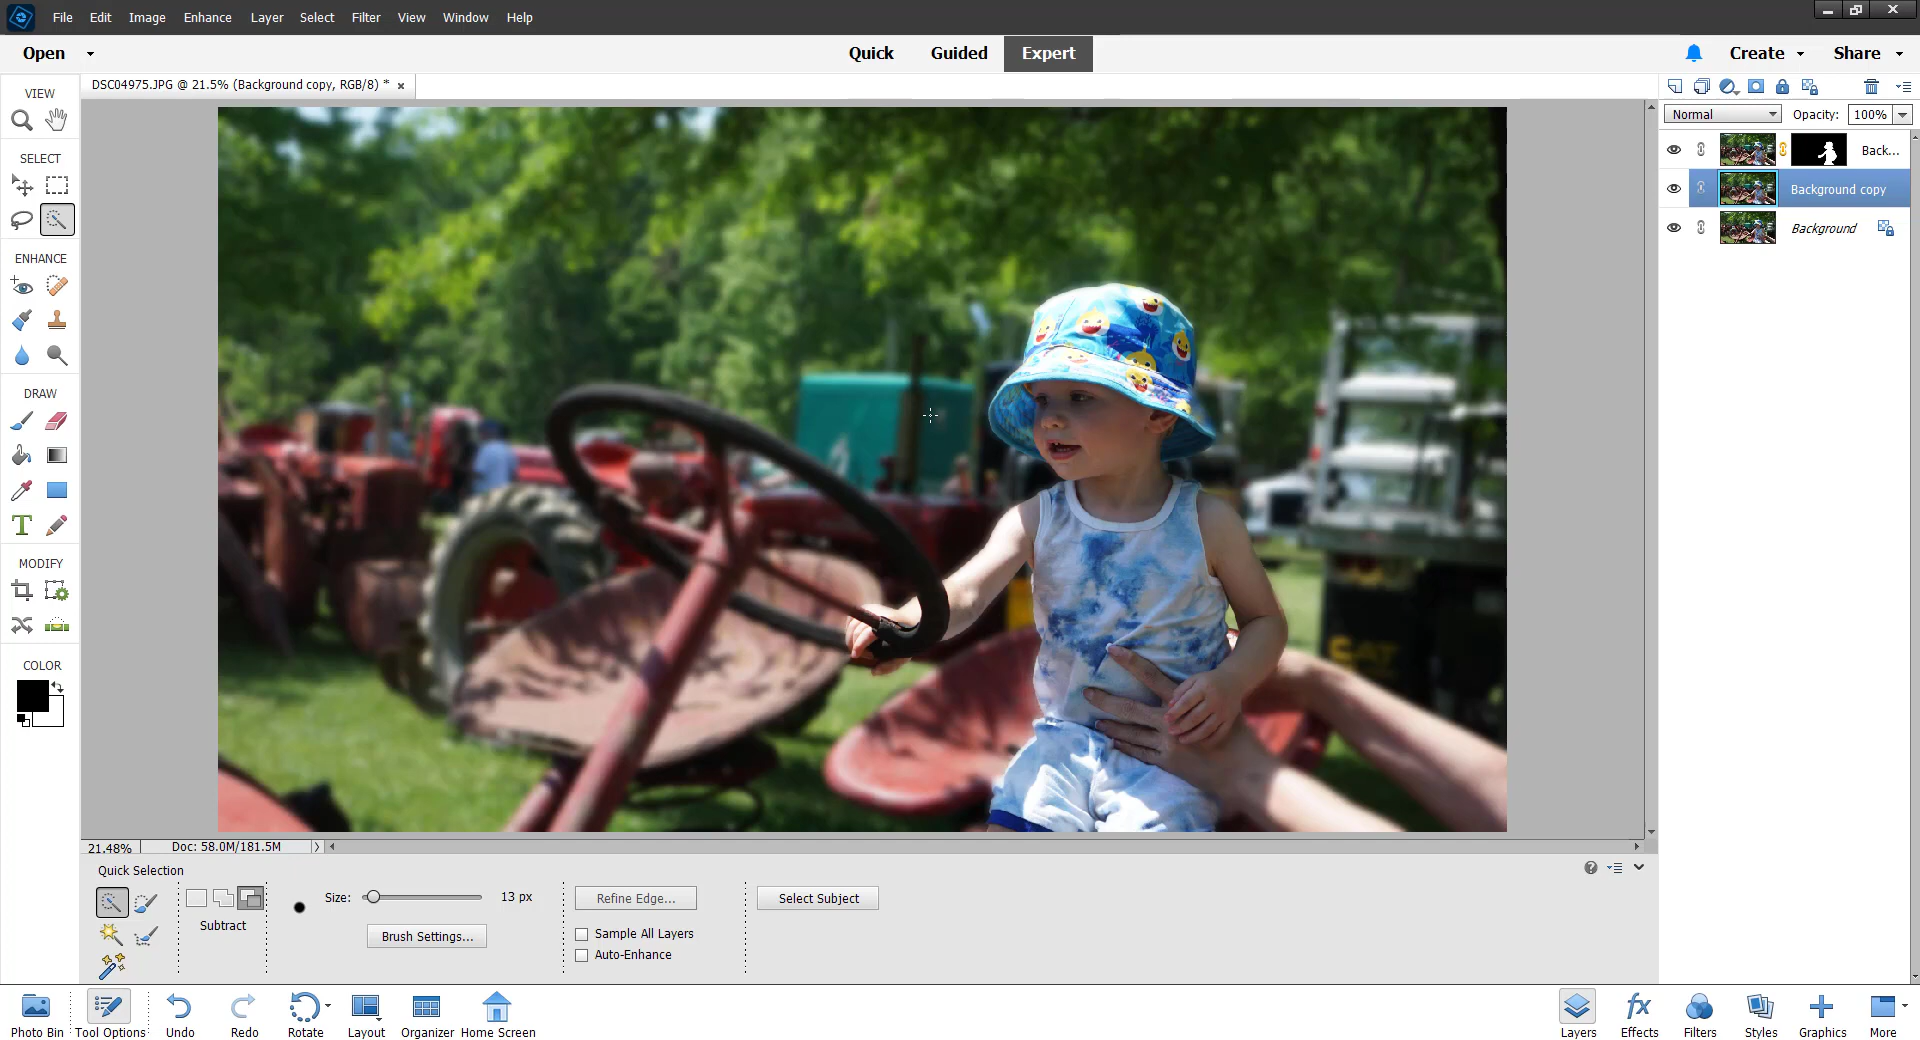 File Edit Image Enhance Layer Select Filter View Window Help
Open Quick Guided Expert Create Share
DSC04975.JPG @ 21.5% (Background copy, RGB/8) * ×
VIEW
SELECT
ENHANCE
DRAW
MODIFY
COLOR
Normal Opacity: 100%
Back...
Background copy
Background
CAT
21.48% Doc: 58.0M/181.5M
Quick Selection
Size: 13 px
Subtract
Brush Settings...
Refine Edge...
Sample All Layers
Auto-Enhance
Select Subject
Photo Bin Tool Options Undo Redo Rotate Layout Organizer Home Screen Layers Effects Filters Styles Graphics More